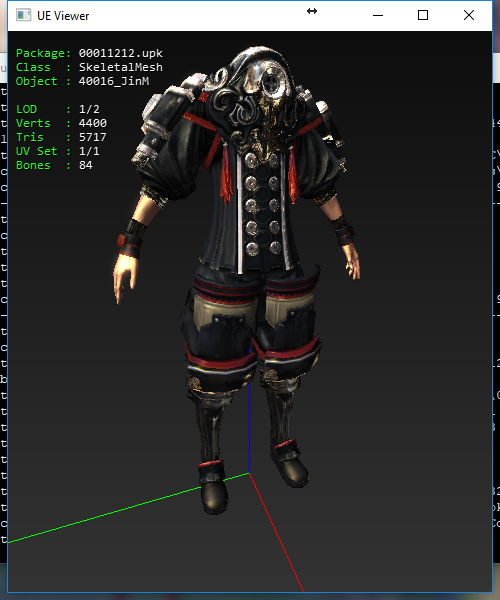 UE Viewer
Package: 00011212.upk
Class : SkeletalMesh
Object : 40016_JinM
LOD : 1/2
Verts : 4400
Tris : 5717
UV Set : 1/1
Bones : 84